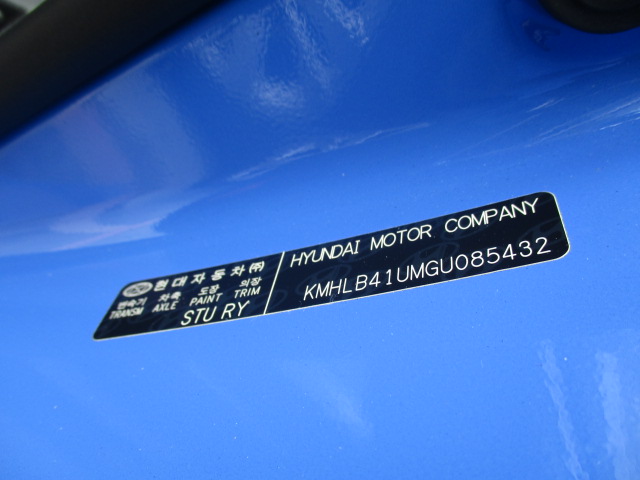 현대자동차(주)
변속기 차축 도장 의장
TRANSM AXLE PAINT TRIM
STU RY
HYUNDAI MOTOR COMPANY
KMHLB41UMGU085432